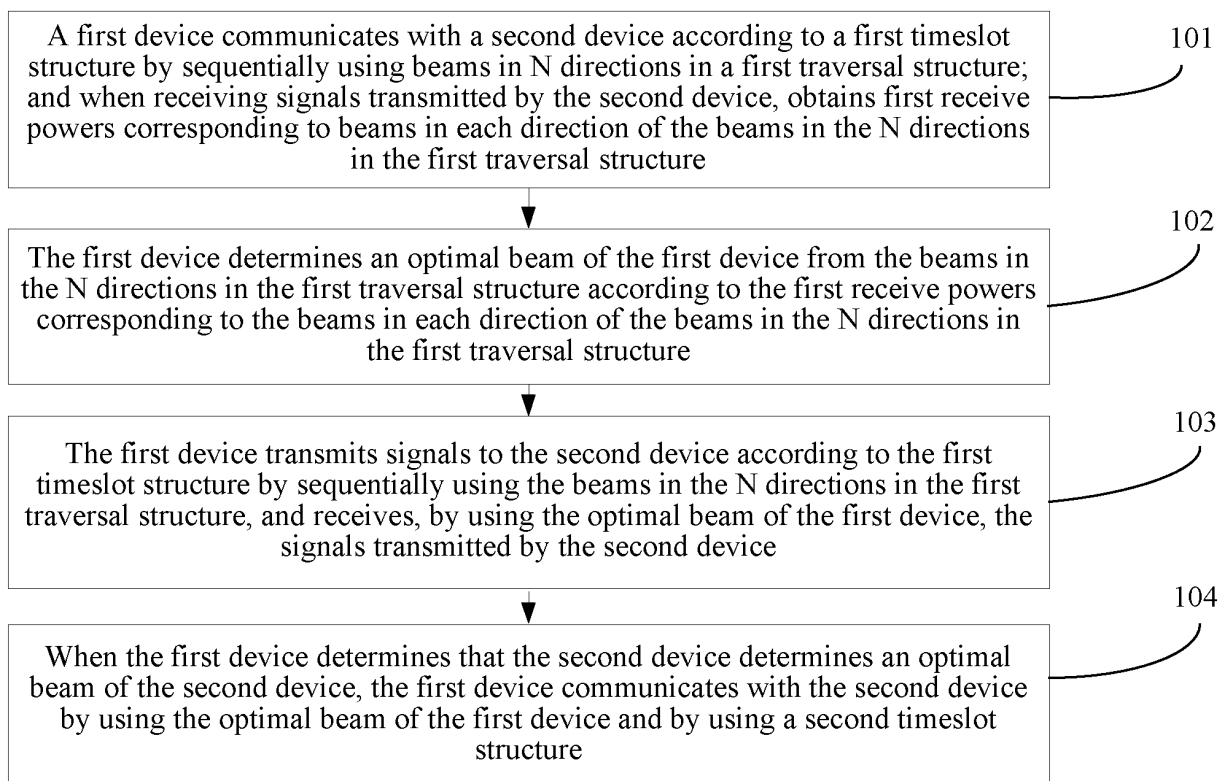 A first device communicates with a second device according to a first timeslot
structure by sequentially using beams in N directions in a first traversal structure;
and when receiving signals transmitted by the second device, obtains first receive
powers corresponding to beams in each direction of the beams in the N directions
in the first traversal structure
101
The first device determines an optimal beam of the first device from the beams in
the N directions in the first traversal structure according to the first receive powers
corresponding to the beams in each direction of the beams in the N directions in
the first traversal structure
102
The first device transmits signals to the second device according to the first
timeslot structure by sequentially using the beams in the N directions in the first
traversal structure, and receives, by using the optimal beam of the first device, the
signals transmitted by the second device
103
When the first device determines that the second device determines an optimal
beam of the second device, the first device communicates with the second device
by using the optimal beam of the first device and by using a second timeslot
structure
104